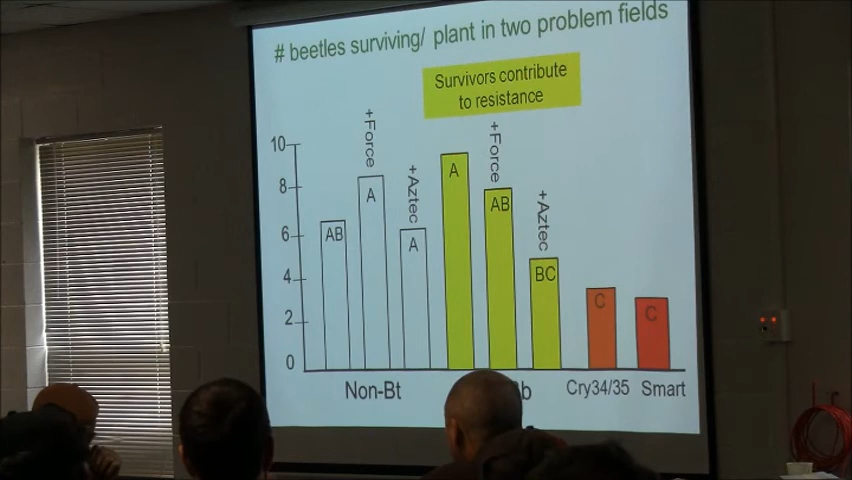 # beetles surviving/ plant in two problem fields
Survivors contribute
to resistance
+Force
+Aztec
+Force
+Aztec
10
8
6
4
2
0
AB
A
A
A
AB
BC
C
C
Non-Bt
Cry34/35
Smart